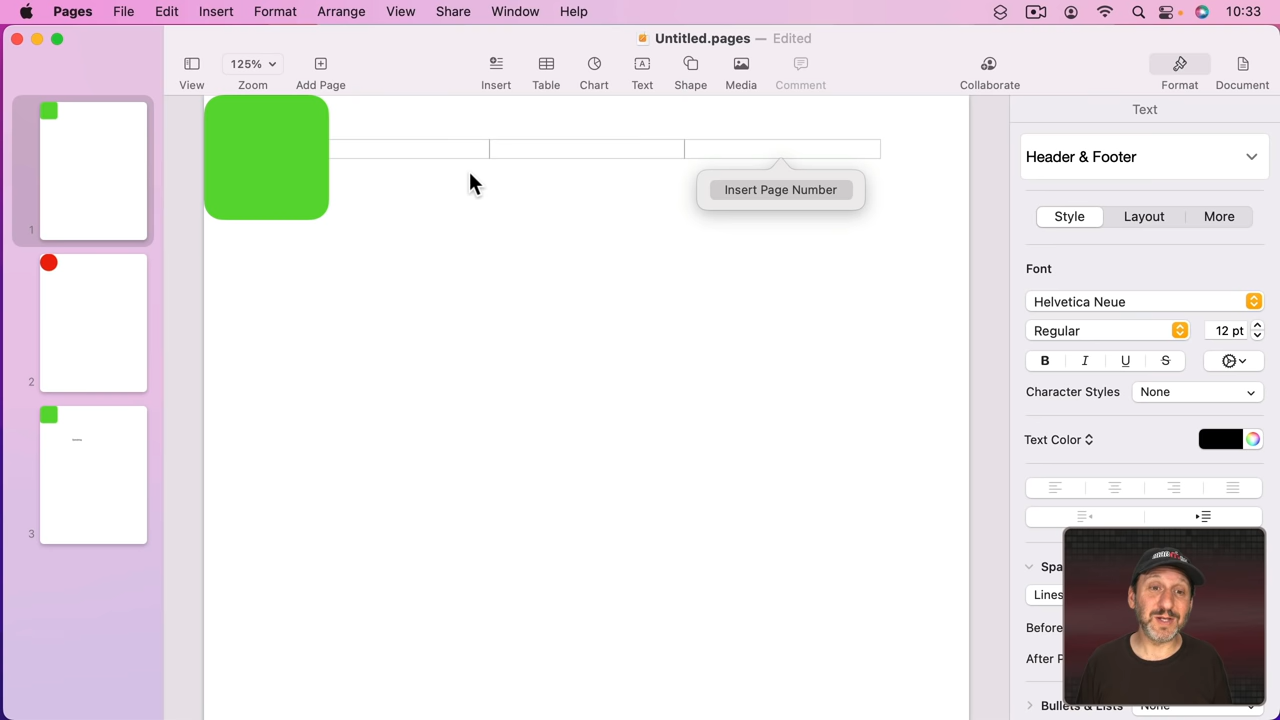 Pages File Edit Insert Format Arrange View Share Window Help 10:33
Untitled.pages — Edited
125%
View Zoom Add Page Insert Table Chart Text Shape Media Comment Collaborate Format Document
Text
Header & Footer
Insert Page Number
Style Layout More
1
Font
Helvetica Neue
Regular 12 pt
B I U S
2
Character Styles None
Text Color
3
Spa
Lines
Before
After P
Bullets & Lists None